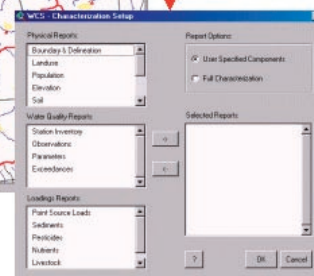 WCS - Characterization Setup
Physical Reports:
Boundary & Delineation
Landuse
Population
Elevation
Soil
Report Options:
User Specified Components
Full Characterization
Water Quality Reports:
Station Inventory
Observations
Parameters
Exceedances
->
<-
Selected Reports:
Loadings Reports:
Point Source Loads
Sediments
Pesticides
Nutrients
Livestock
?
OK
Cancel